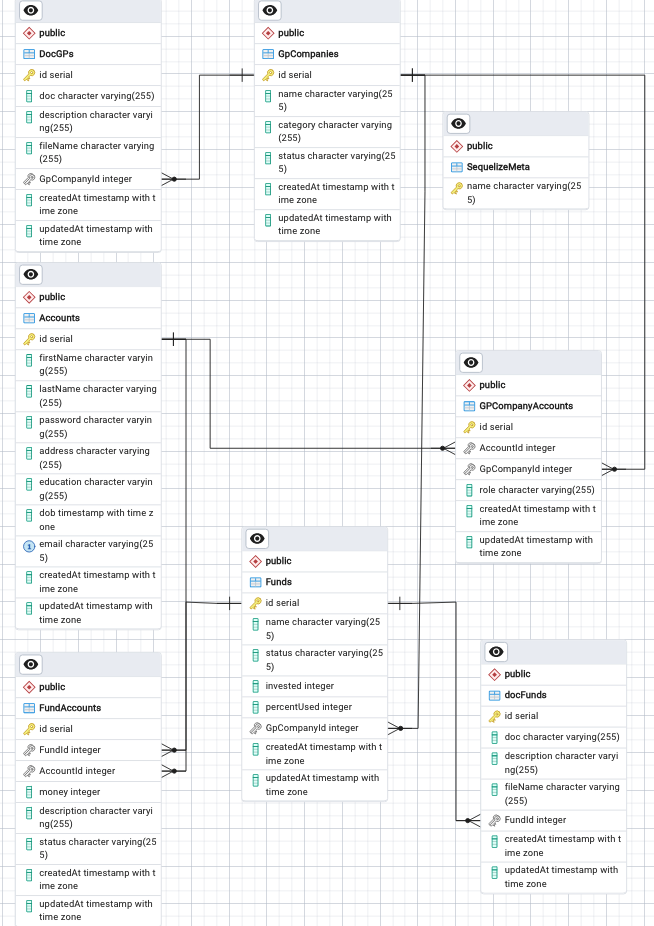 public
DocGPs
id serial
doc character varying(255)
description character varyi
ng(255)
fileName character varying
(255)
GpCompanyId integer
createdAt timestamp with t
ime zone
updatedAt timestamp with
time zone
public
GpCompanies
id serial
name character varying(25
5)
category character varying
(255)
status character varying(25
5)
createdAt timestamp with t
ime zone
updatedAt timestamp with
time zone
public
SequelizeMeta
name character varying(25
5)
public
Accounts
id serial
firstName character varyin
g(255)
lastName character varying
(255)
password character varyin
g(255)
address character varying
(255)
education character varyin
g(255)
dob timestamp with time z
one
1
email character varying(25
5)
createdAt timestamp with t
ime zone
updatedAt timestamp with
time zone
public
GPCompanyAccounts
id serial
AccountId integer
GpCompanyId integer
role character varying(255)
createdAt timestamp with t
ime zone
updatedAt timestamp with
time zone
public
Funds
id serial
name character varying(25
5)
status character varying(25
5)
invested integer
percentUsed integer
GpCompanyId integer
createdAt timestamp with t
ime zone
updatedAt timestamp with
time zone
public
FundAccounts
id serial
FundId integer
AccountId integer
money integer
description character varyi
ng(255)
status character varying(25
5)
createdAt timestamp with t
ime zone
updatedAt timestamp with
time zone
public
docFunds
id serial
doc character varying(255)
description character varyi
ng(255)
fileName character varying
(255)
FundId integer
createdAt timestamp with t
ime zone
updatedAt timestamp with
time zone